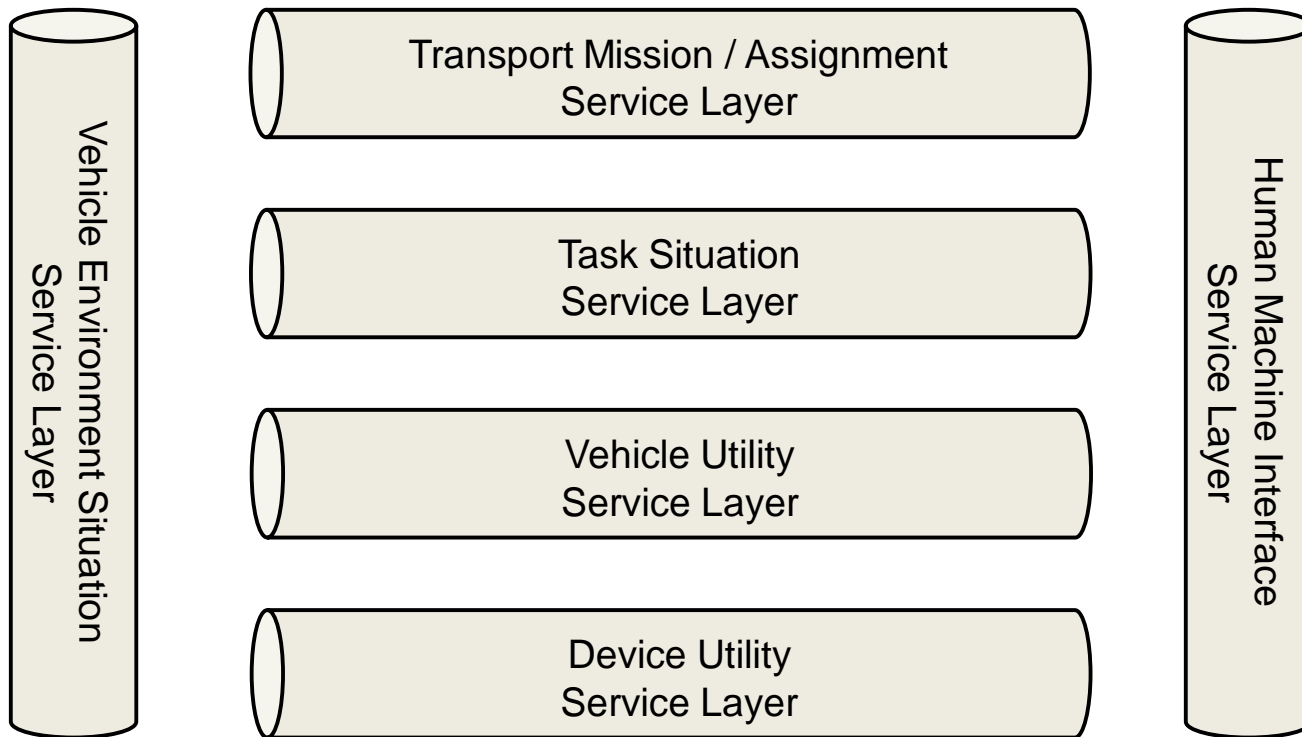 Vehicle Environment Situation
Service Layer
Transport Mission / Assignment
Service Layer
Task Situation
Service Layer
Vehicle Utility
Service Layer
Device Utility
Service Layer
Human Machine Interface
Service Layer